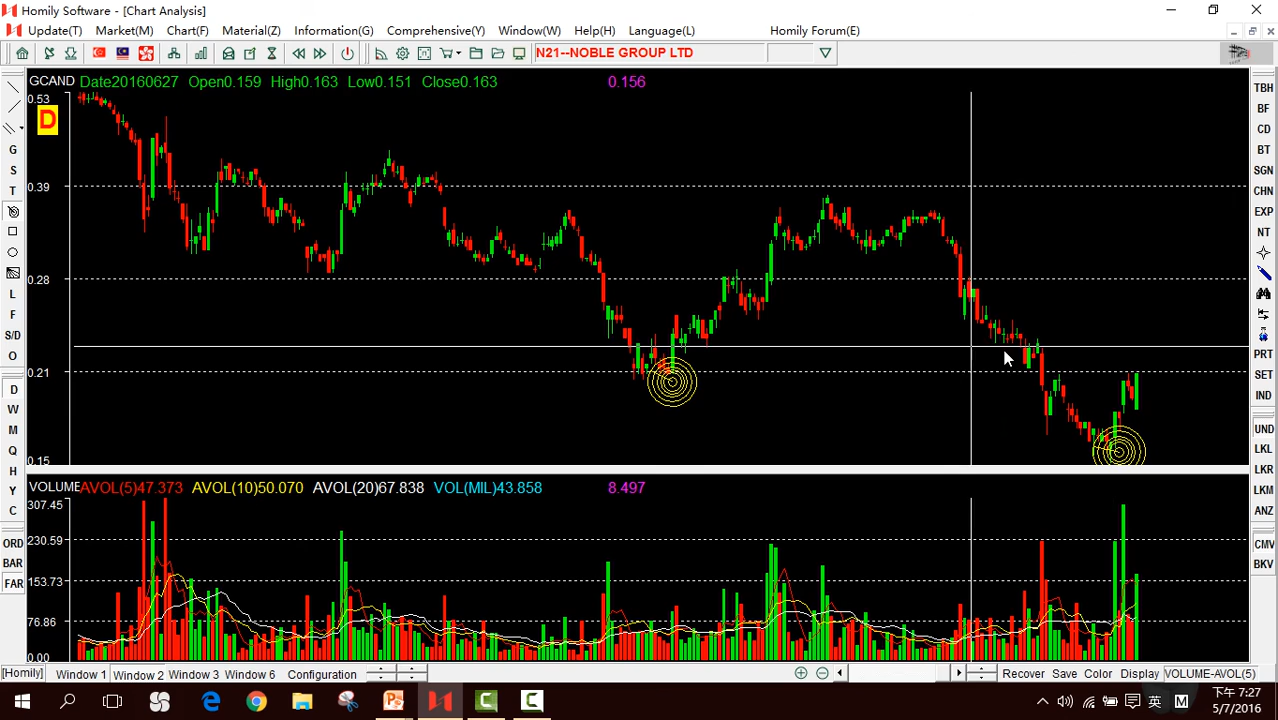 Homily Software - [Chart Analysis]
Update(T) Market(M) Chart(F) Material(Z) Information(G) Comprehensive(Y) Window(W) Help(H) Language(L) Homily Forum(E)
N21--NOBLE GROUP LTD
GCAND Date20160627 Open0.159 High0.163 Low0.151 Close0.163 0.156
0.53
D
0.39
0.28
0.21
0.15
VOLUME AVOL(5)47.373 AVOL(10)50.070 AVOL(20)67.838 VOL(MIL)43.858 8.497
307.45
230.59
153.73
76.86
0.00
G
S
T
L
F
S/D
O
D
W
M
Q
H
Y
C
ORD
BAR
FAR
TBH
BF
CD
BT
SGN
CHN
EXP
NT
PRT
SET
IND
UND
LKL
LKR
LKM
ANZ
CMV
BKV
[Homily] Window 1 Window 2 Window 3 Window 6 Configuration Recover Save Color Display VOLUME-AVOL(5)
英 M 下午 7:27
5/7/2016